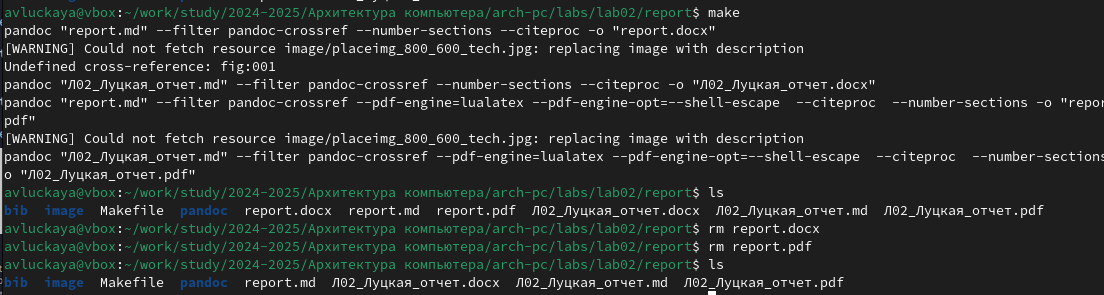 avluckaya@vbox:~/work/study/2024-2025/Архитектура компьютера/arch-pc/labs/lab02/report$ make
pandoc "report.md" --filter pandoc-crossref --number-sections --citeproc -o "report.docx"
[WARNING] Could not fetch resource image/placeimg_800_600_tech.jpg: replacing image with description
Undefined cross-reference: fig:001
pandoc "Л02_Луцкая_отчет.md" --filter pandoc-crossref --number-sections --citeproc -o "Л02_Луцкая_отчет.docx"
pandoc "report.md" --filter pandoc-crossref --pdf-engine=lualatex --pdf-engine-opt=--shell-escape  --citeproc  --number-sections -o "repor
pdf"
[WARNING] Could not fetch resource image/placeimg_800_600_tech.jpg: replacing image with description
pandoc "Л02_Луцкая_отчет.md" --filter pandoc-crossref --pdf-engine=lualatex --pdf-engine-opt=--shell-escape  --citeproc  --number-sections
o "Л02_Луцкая_отчет.pdf"
avluckaya@vbox:~/work/study/2024-2025/Архитектура компьютера/arch-pc/labs/lab02/report$ ls
bib  image  Makefile  pandoc  report.docx  report.md  report.pdf  Л02_Луцкая_отчет.docx  Л02_Луцкая_отчет.md  Л02_Луцкая_отчет.pdf
avluckaya@vbox:~/work/study/2024-2025/Архитектура компьютера/arch-pc/labs/lab02/report$ rm report.docx
avluckaya@vbox:~/work/study/2024-2025/Архитектура компьютера/arch-pc/labs/lab02/report$ rm report.pdf
avluckaya@vbox:~/work/study/2024-2025/Архитектура компьютера/arch-pc/labs/lab02/report$ ls
bib  image  Makefile  pandoc  report.md  Л02_Луцкая_отчет.docx  Л02_Луцкая_отчет.md  Л02_Луцкая_отчет.pdf